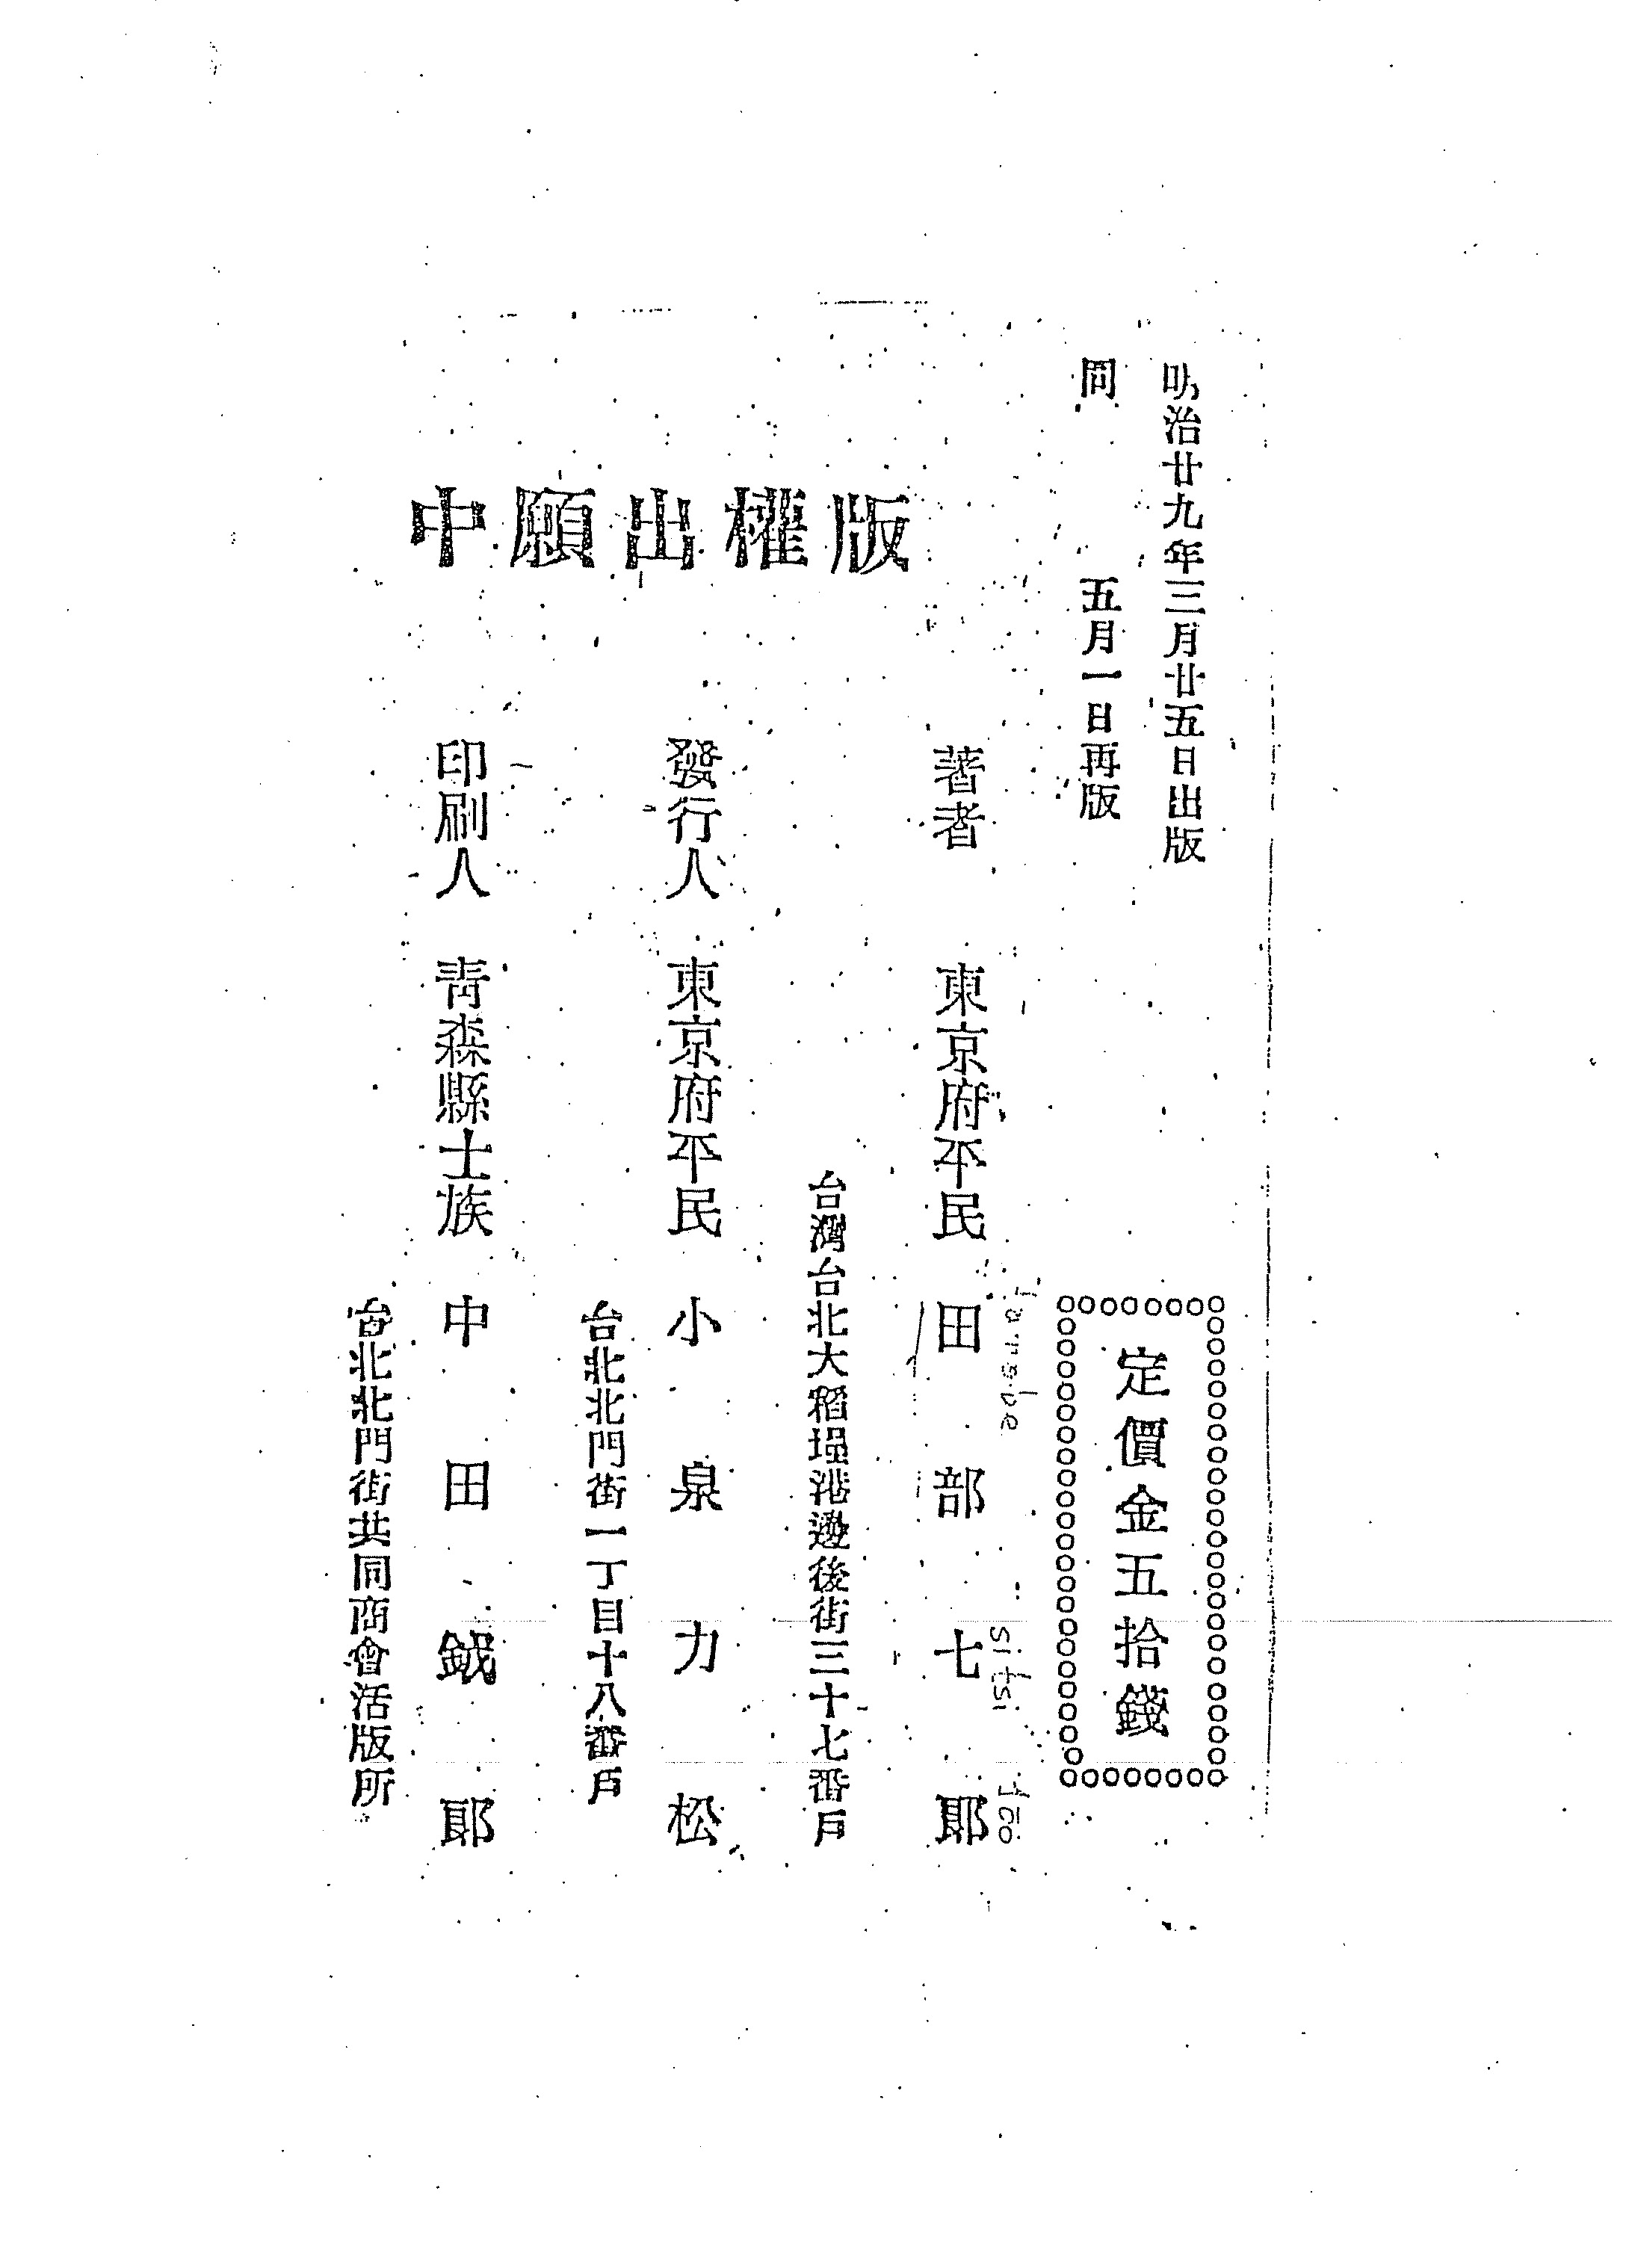 明治廿九年三月廿五日出版
同 五月一日再版
定價金五拾錢
版權出願中
著者 東京府平民 田部七郎
Tanabe Sitsi rōo
台灣台北大稻埕港邊後街三十七番戶
發行人 東京府平民 小泉力松
台北北門街一丁目十八番戶
印刷人 青森縣士族 中田鉞郎
台北北門街共同商會活版所